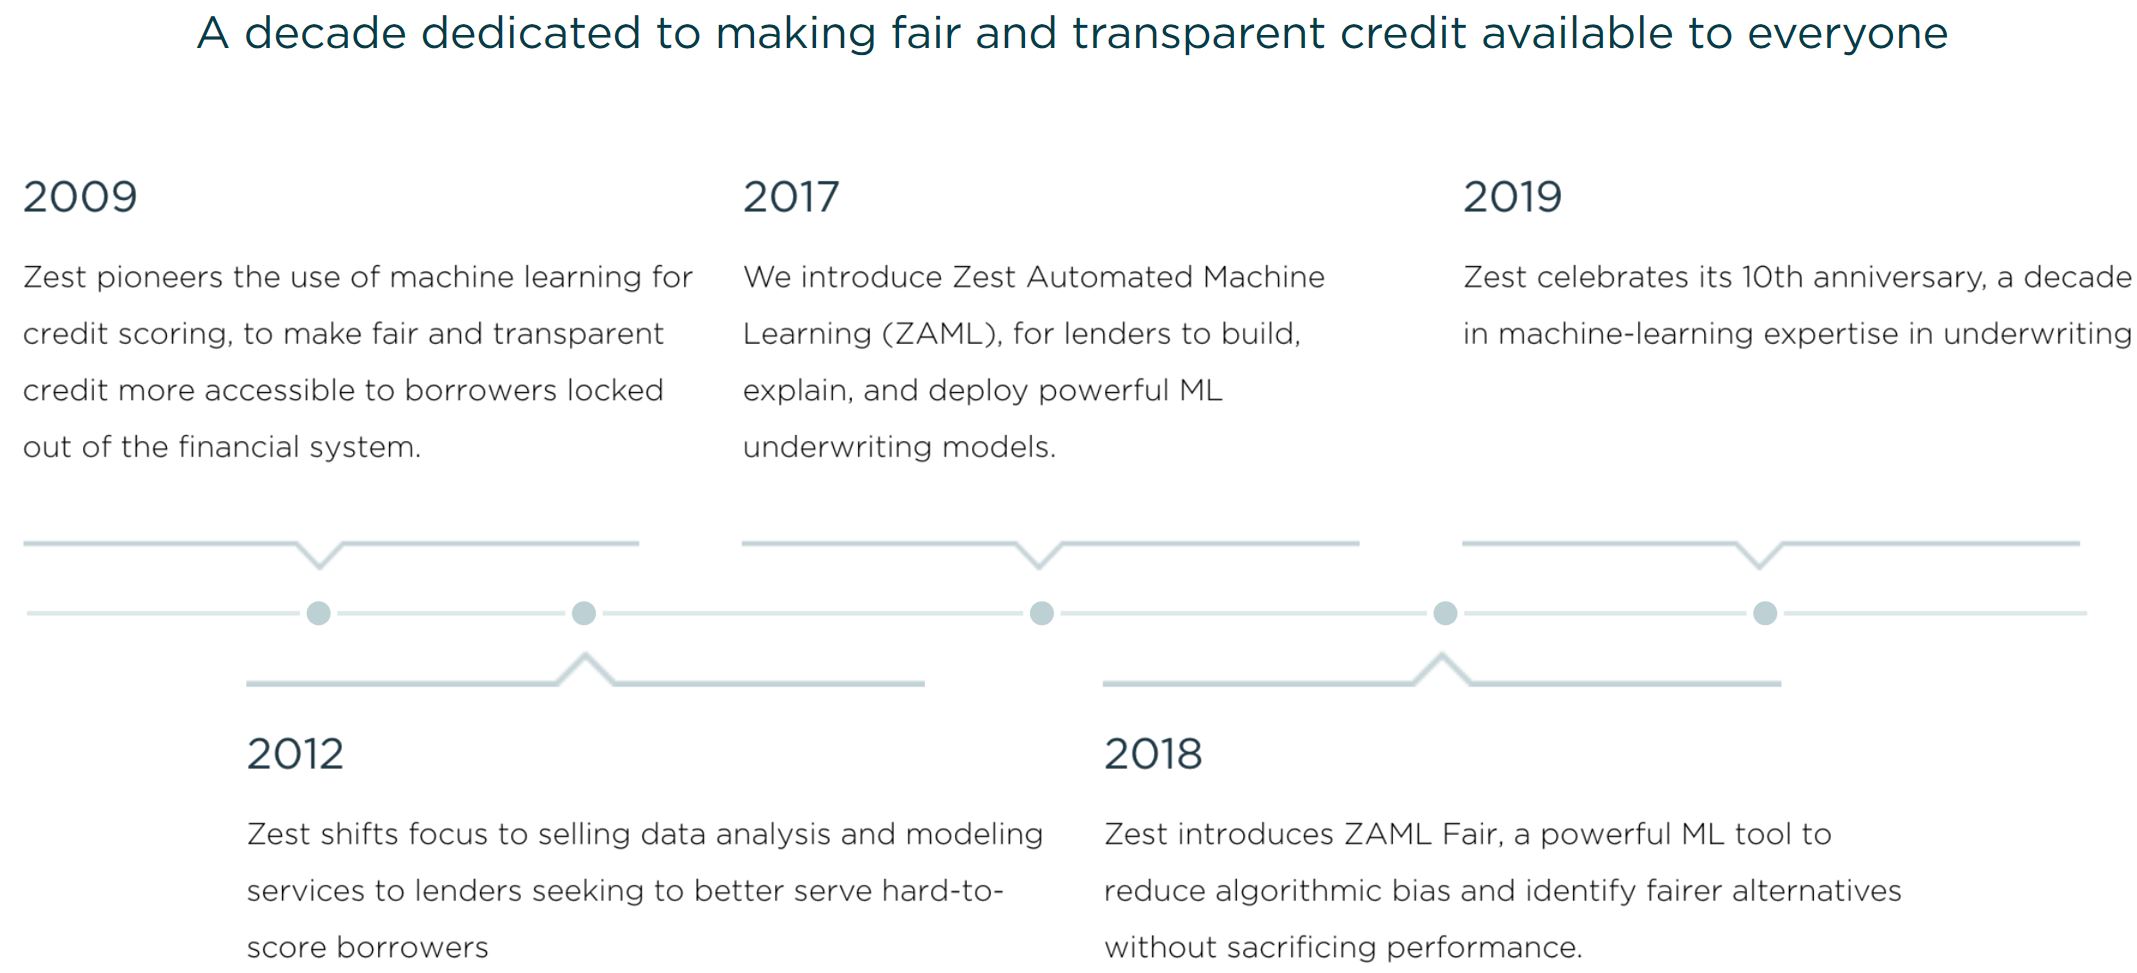 A decade dedicated to making fair and transparent credit available to everyone
2009
Zest pioneers the use of machine learning for
credit scoring, to make fair and transparent
credit more accessible to borrowers locked
out of the financial system.
2012
Zest shifts focus to selling data analysis and modeling
services to lenders seeking to better serve hard-to-
score borrowers
2017
We introduce Zest Automated Machine
Learning (ZAML), for lenders to build,
explain, and deploy powerful ML
underwriting models.
2018
Zest introduces ZAML Fair, a powerful ML tool to
reduce algorithmic bias and identify fairer alternatives
without sacrificing performance.
2019
Zest celebrates its 10th anniversary, a decade
in machine-learning expertise in underwriting